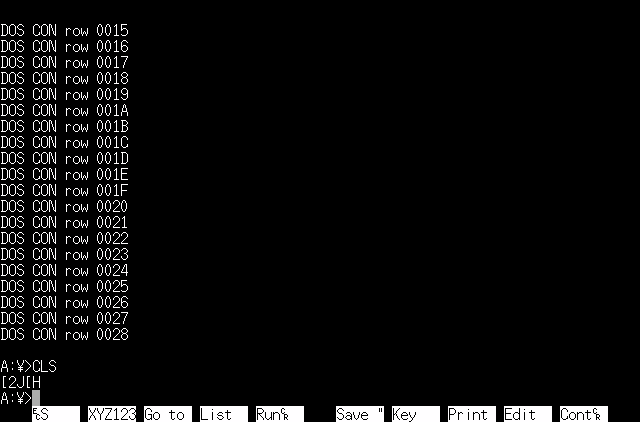 DOS CON row 0015
DOS CON row 0016
DOS CON row 0017
DOS CON row 0018
DOS CON row 0019
DOS CON row 001A
DOS CON row 001B
DOS CON row 001C
DOS CON row 001D
DOS CON row 001E
DOS CON row 001F
DOS CON row 0020
DOS CON row 0021
DOS CON row 0022
DOS CON row 0023
DOS CON row 0024
DOS CON row 0025
DOS CON row 0026
DOS CON row 0027
DOS CON row 0028
A:¥>CLS
[2J[H
A:¥>
␛S XYZ123 Go to List Run␍ Save " Key Print Edit Cont␍